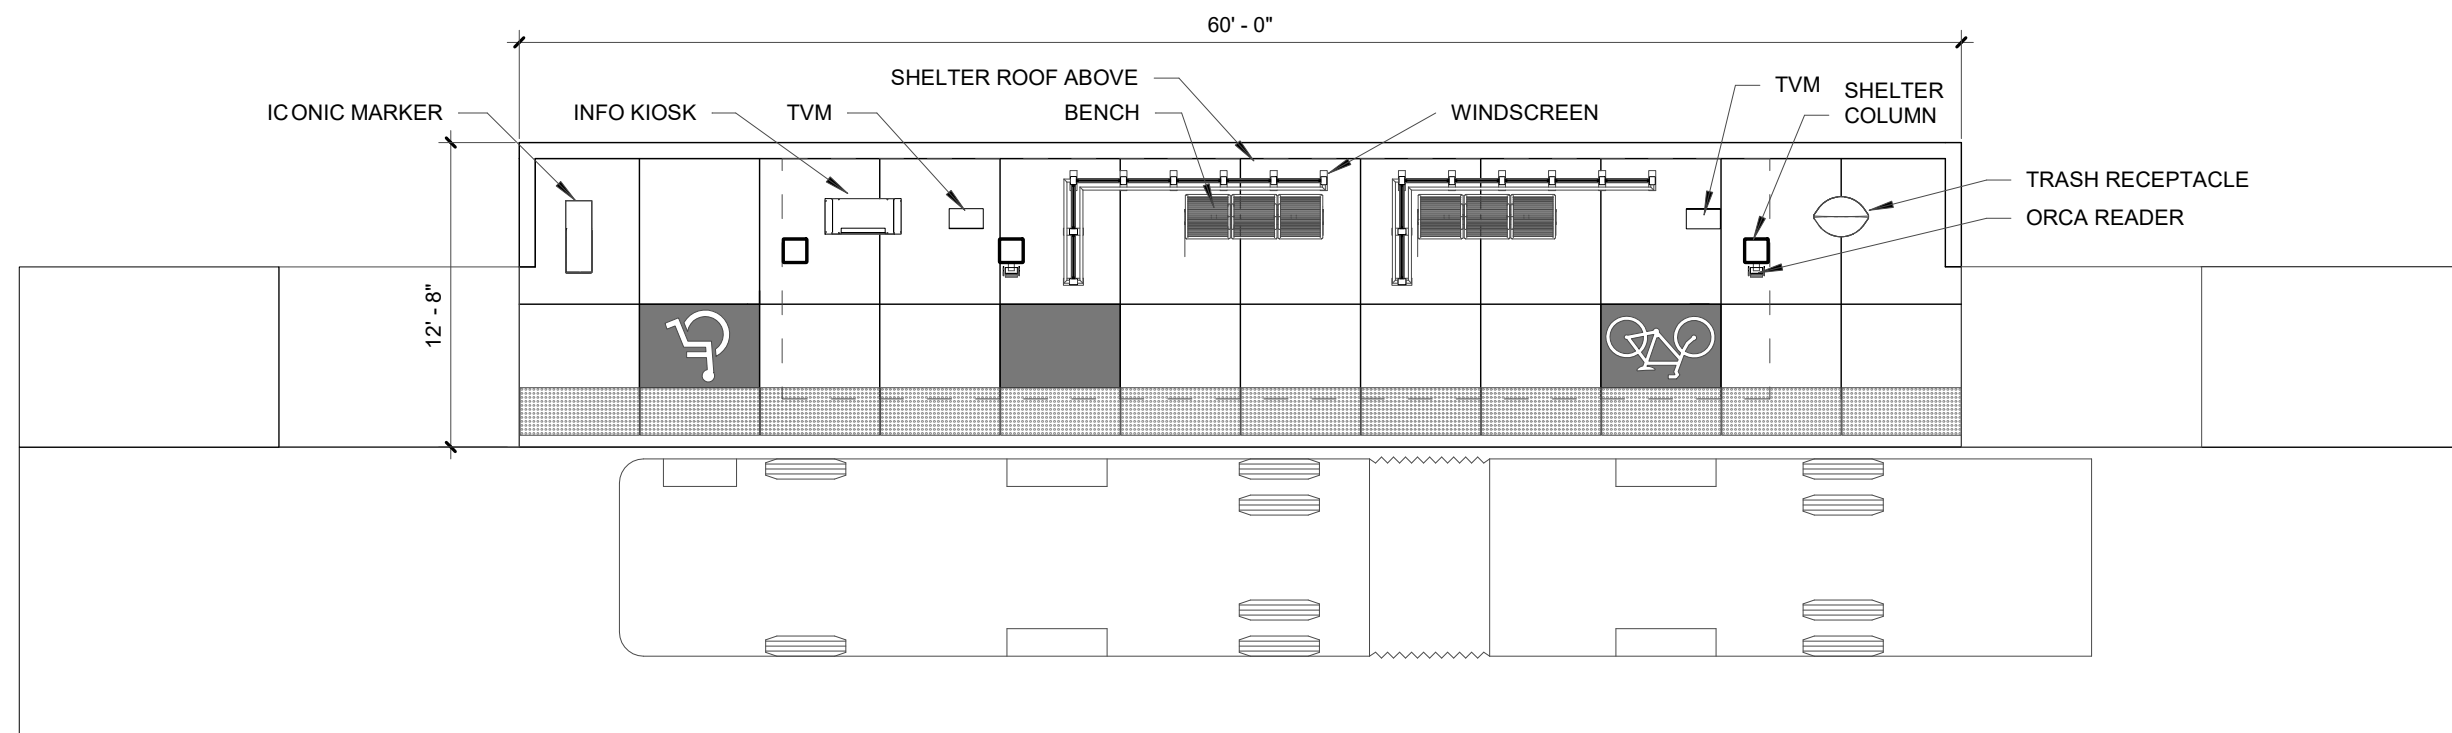 60' - 0"
SHELTER ROOF ABOVE
TVM
SHELTER
COLUMN
ICONIC MARKER
INFO KIOSK
TVM
BENCH
WINDSCREEN
TRASH RECEPTACLE
ORCA READER
12' - 8"